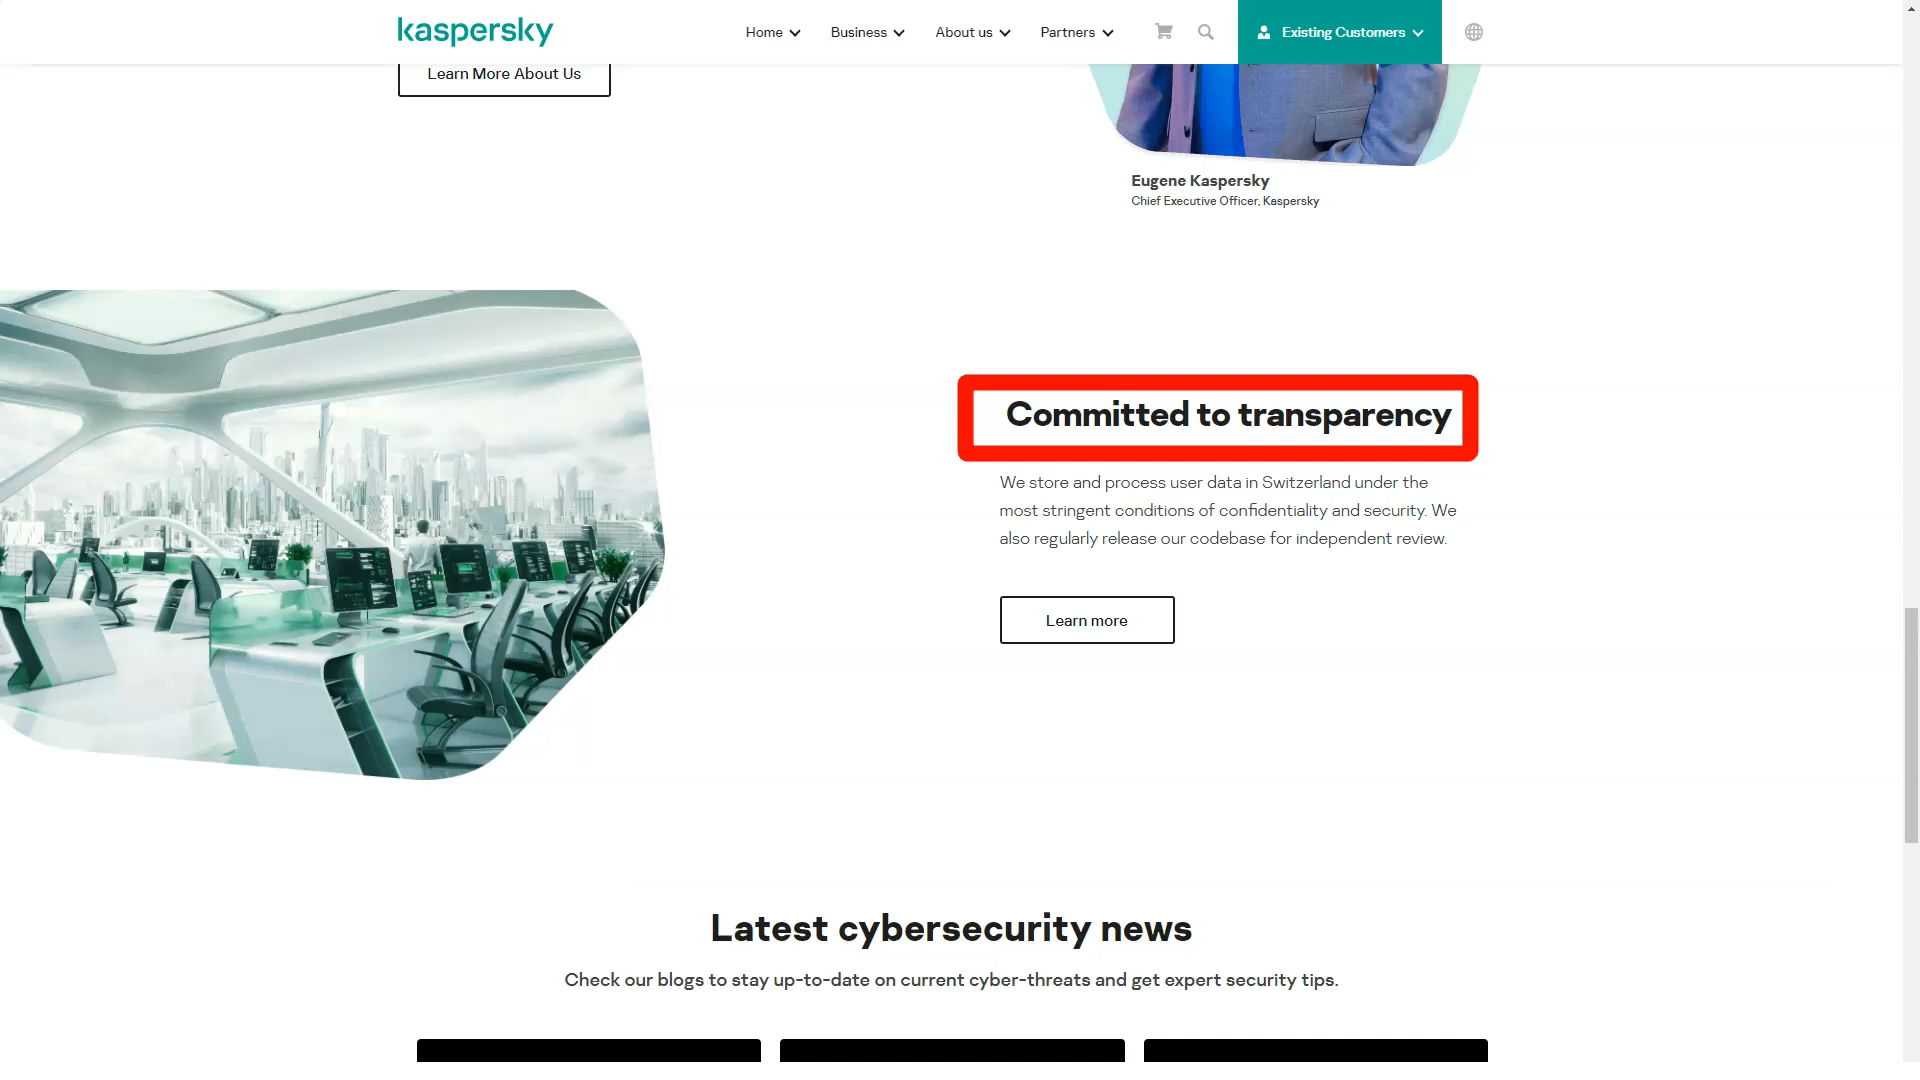 kaspersky
Home
Business
About us
Partners
Existing Customers
Learn More About Us
Eugene Kaspersky
Chief Executive Officer, Kaspersky
Committed to transparency
We store and process user data in Switzerland under the
most stringent conditions of confidentiality and security. We
also regularly release our codebase for independent review.
Learn more
Latest cybersecurity news
Check our blogs to stay up-to-date on current cyber-threats and get expert security tips.